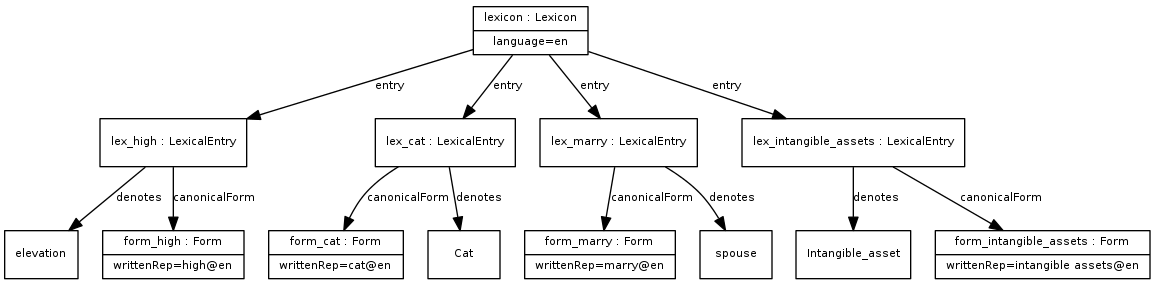 lexicon : Lexicon
language=en
entry
entry
entry
entry
lex_high : LexicalEntry
lex_cat : LexicalEntry
lex_marry : LexicalEntry
lex_intangible_assets : LexicalEntry
denotes
canonicalForm
canonicalForm
denotes
canonicalForm
denotes
denotes
canonicalForm
elevation
form_high : Form
writtenRep=high@en
form_cat : Form
writtenRep=cat@en
Cat
form_marry : Form
writtenRep=marry@en
spouse
Intangible_asset
form_intangible_assets : Form
writtenRep=intangible assets@en